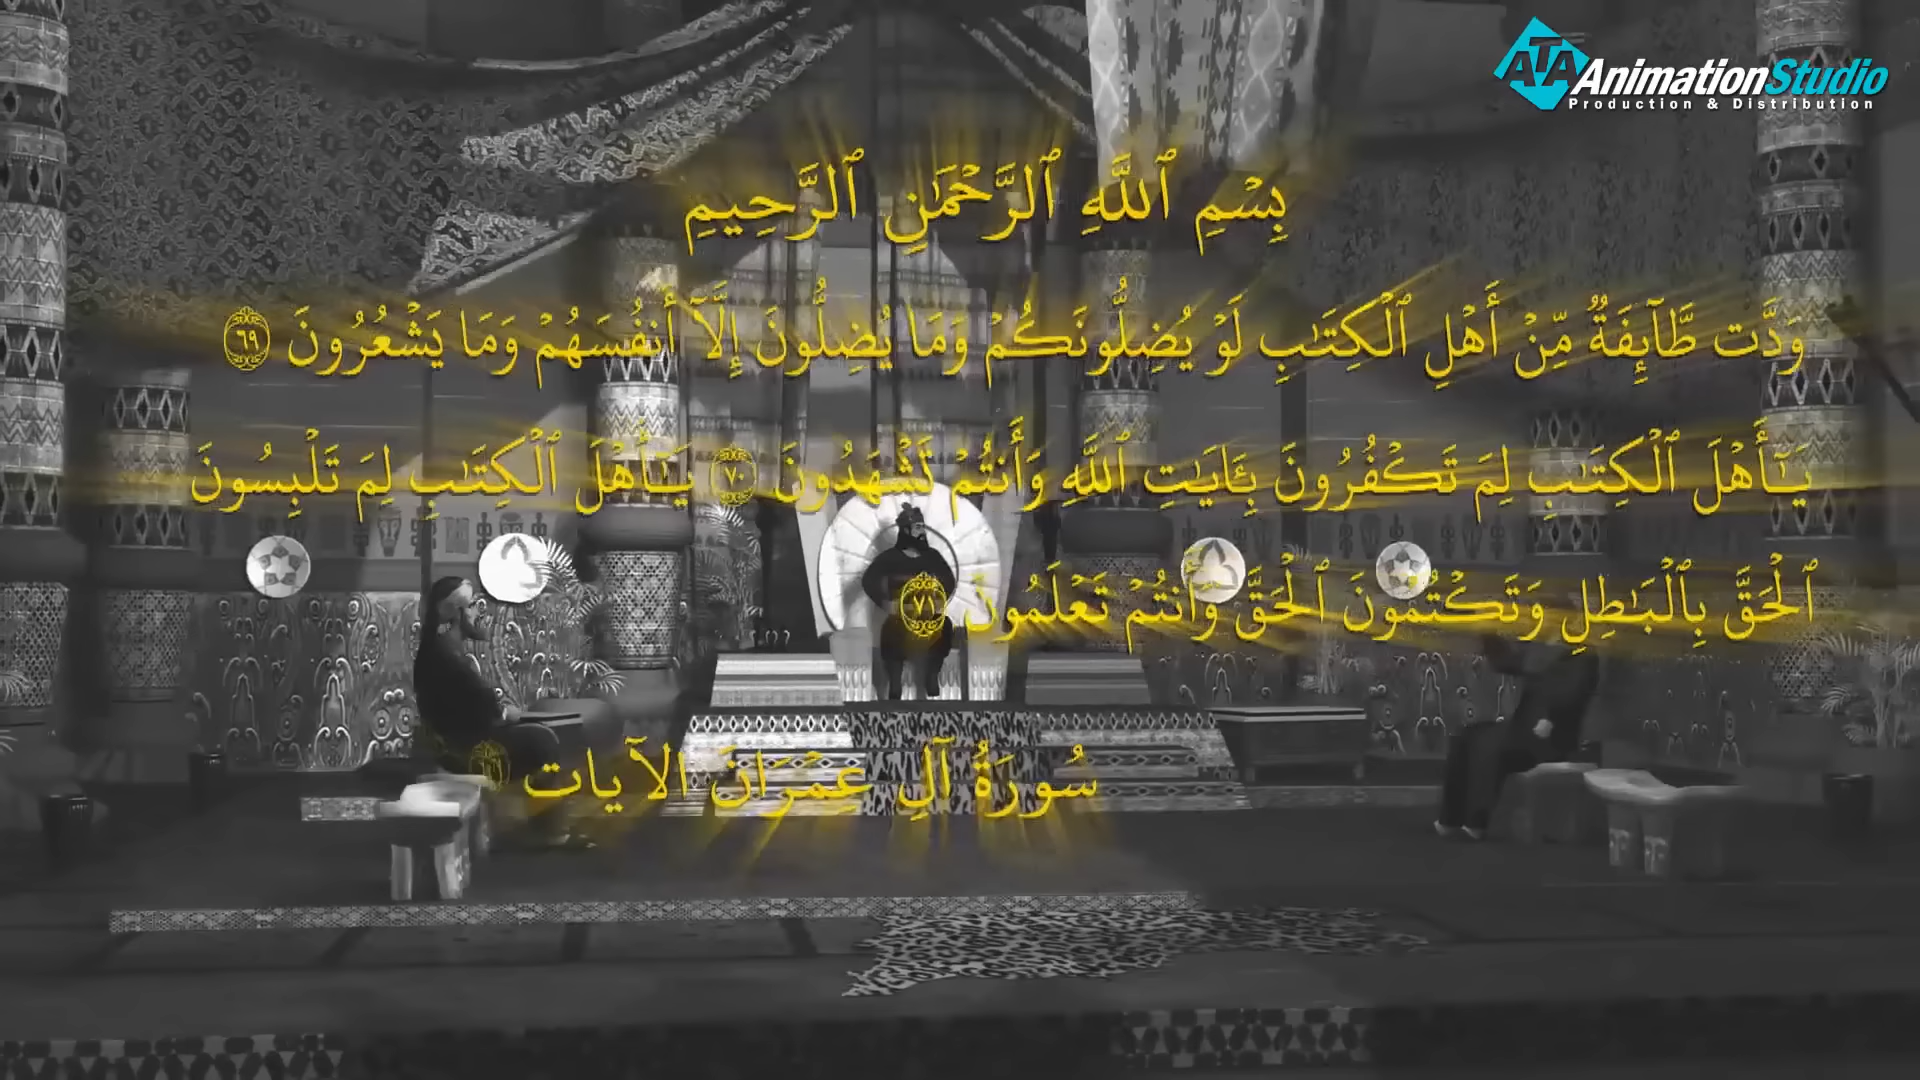 ATA AnimationStudio
Production & Distribution
بِسْمِ ٱللَّهِ ٱلرَّحْمَٰنِ ٱلرَّحِيمِ
وَدَّت طَّآئِفَةٌ مِّنْ أَهْلِ ٱلْكِتَٰبِ لَوْ يُضِلُّونَكُمْ وَمَا يُضِلُّونَ إِلَّآ أَنفُسَهُمْ وَمَا يَشْعُرُونَ ٦٩
يَٰٓأَهْلَ ٱلْكِتَٰبِ لِمَ تَكْفُرُونَ بِـَٔايَٰتِ ٱللَّهِ وَأَنتُمْ تَشْهَدُونَ ٧٠ يَٰٓأَهْلَ ٱلْكِتَٰبِ لِمَ تَلْبِسُونَ
ٱلْحَقَّ بِٱلْبَٰطِلِ وَتَكْتُمُونَ ٱلْحَقَّ وَأَنتُمْ تَعْلَمُونَ ٧١
سُورَةُ آلِ عِمْرَانَ الآيات